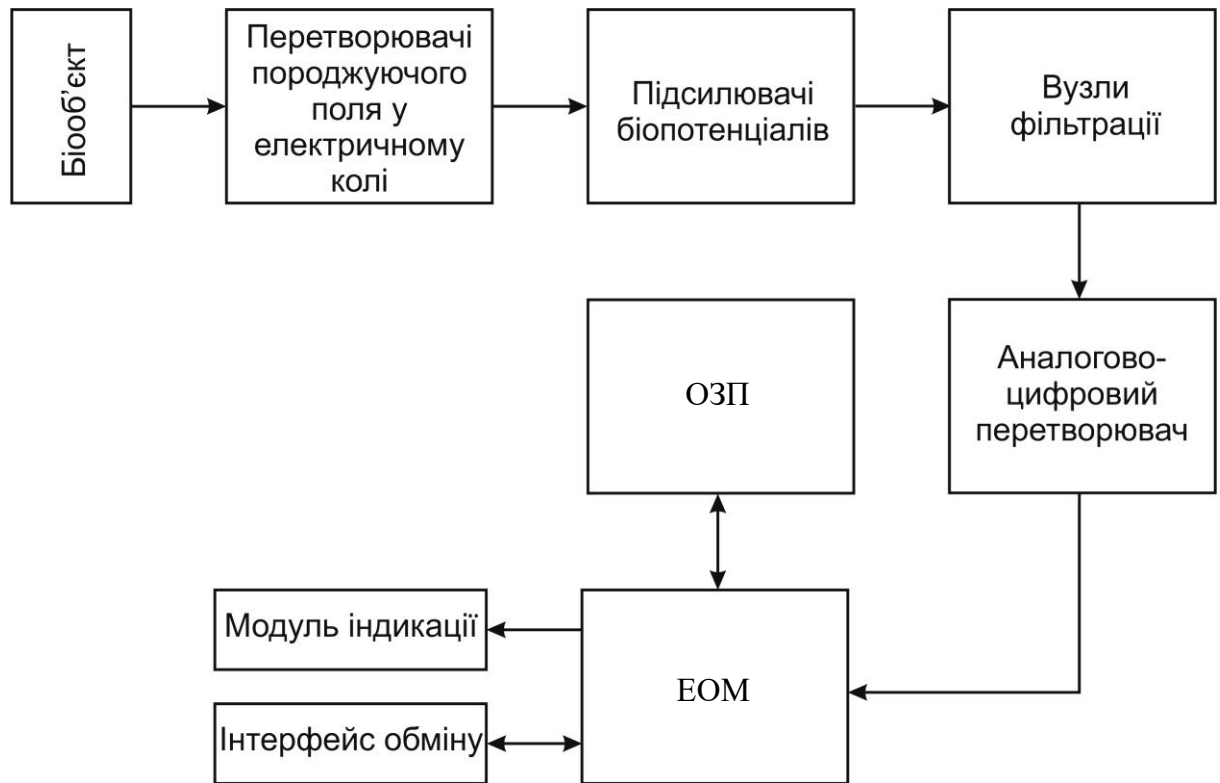 Біооб’єкт
Перетворювачі
породжуючого
поля у
електричному
колі
Підсилювачі
біопотенціалів
Вузли
фільтрації
ОЗП
Аналогово-
цифровий
перетворювач
Модуль індикації
ЕОМ
Інтерфейс обміну